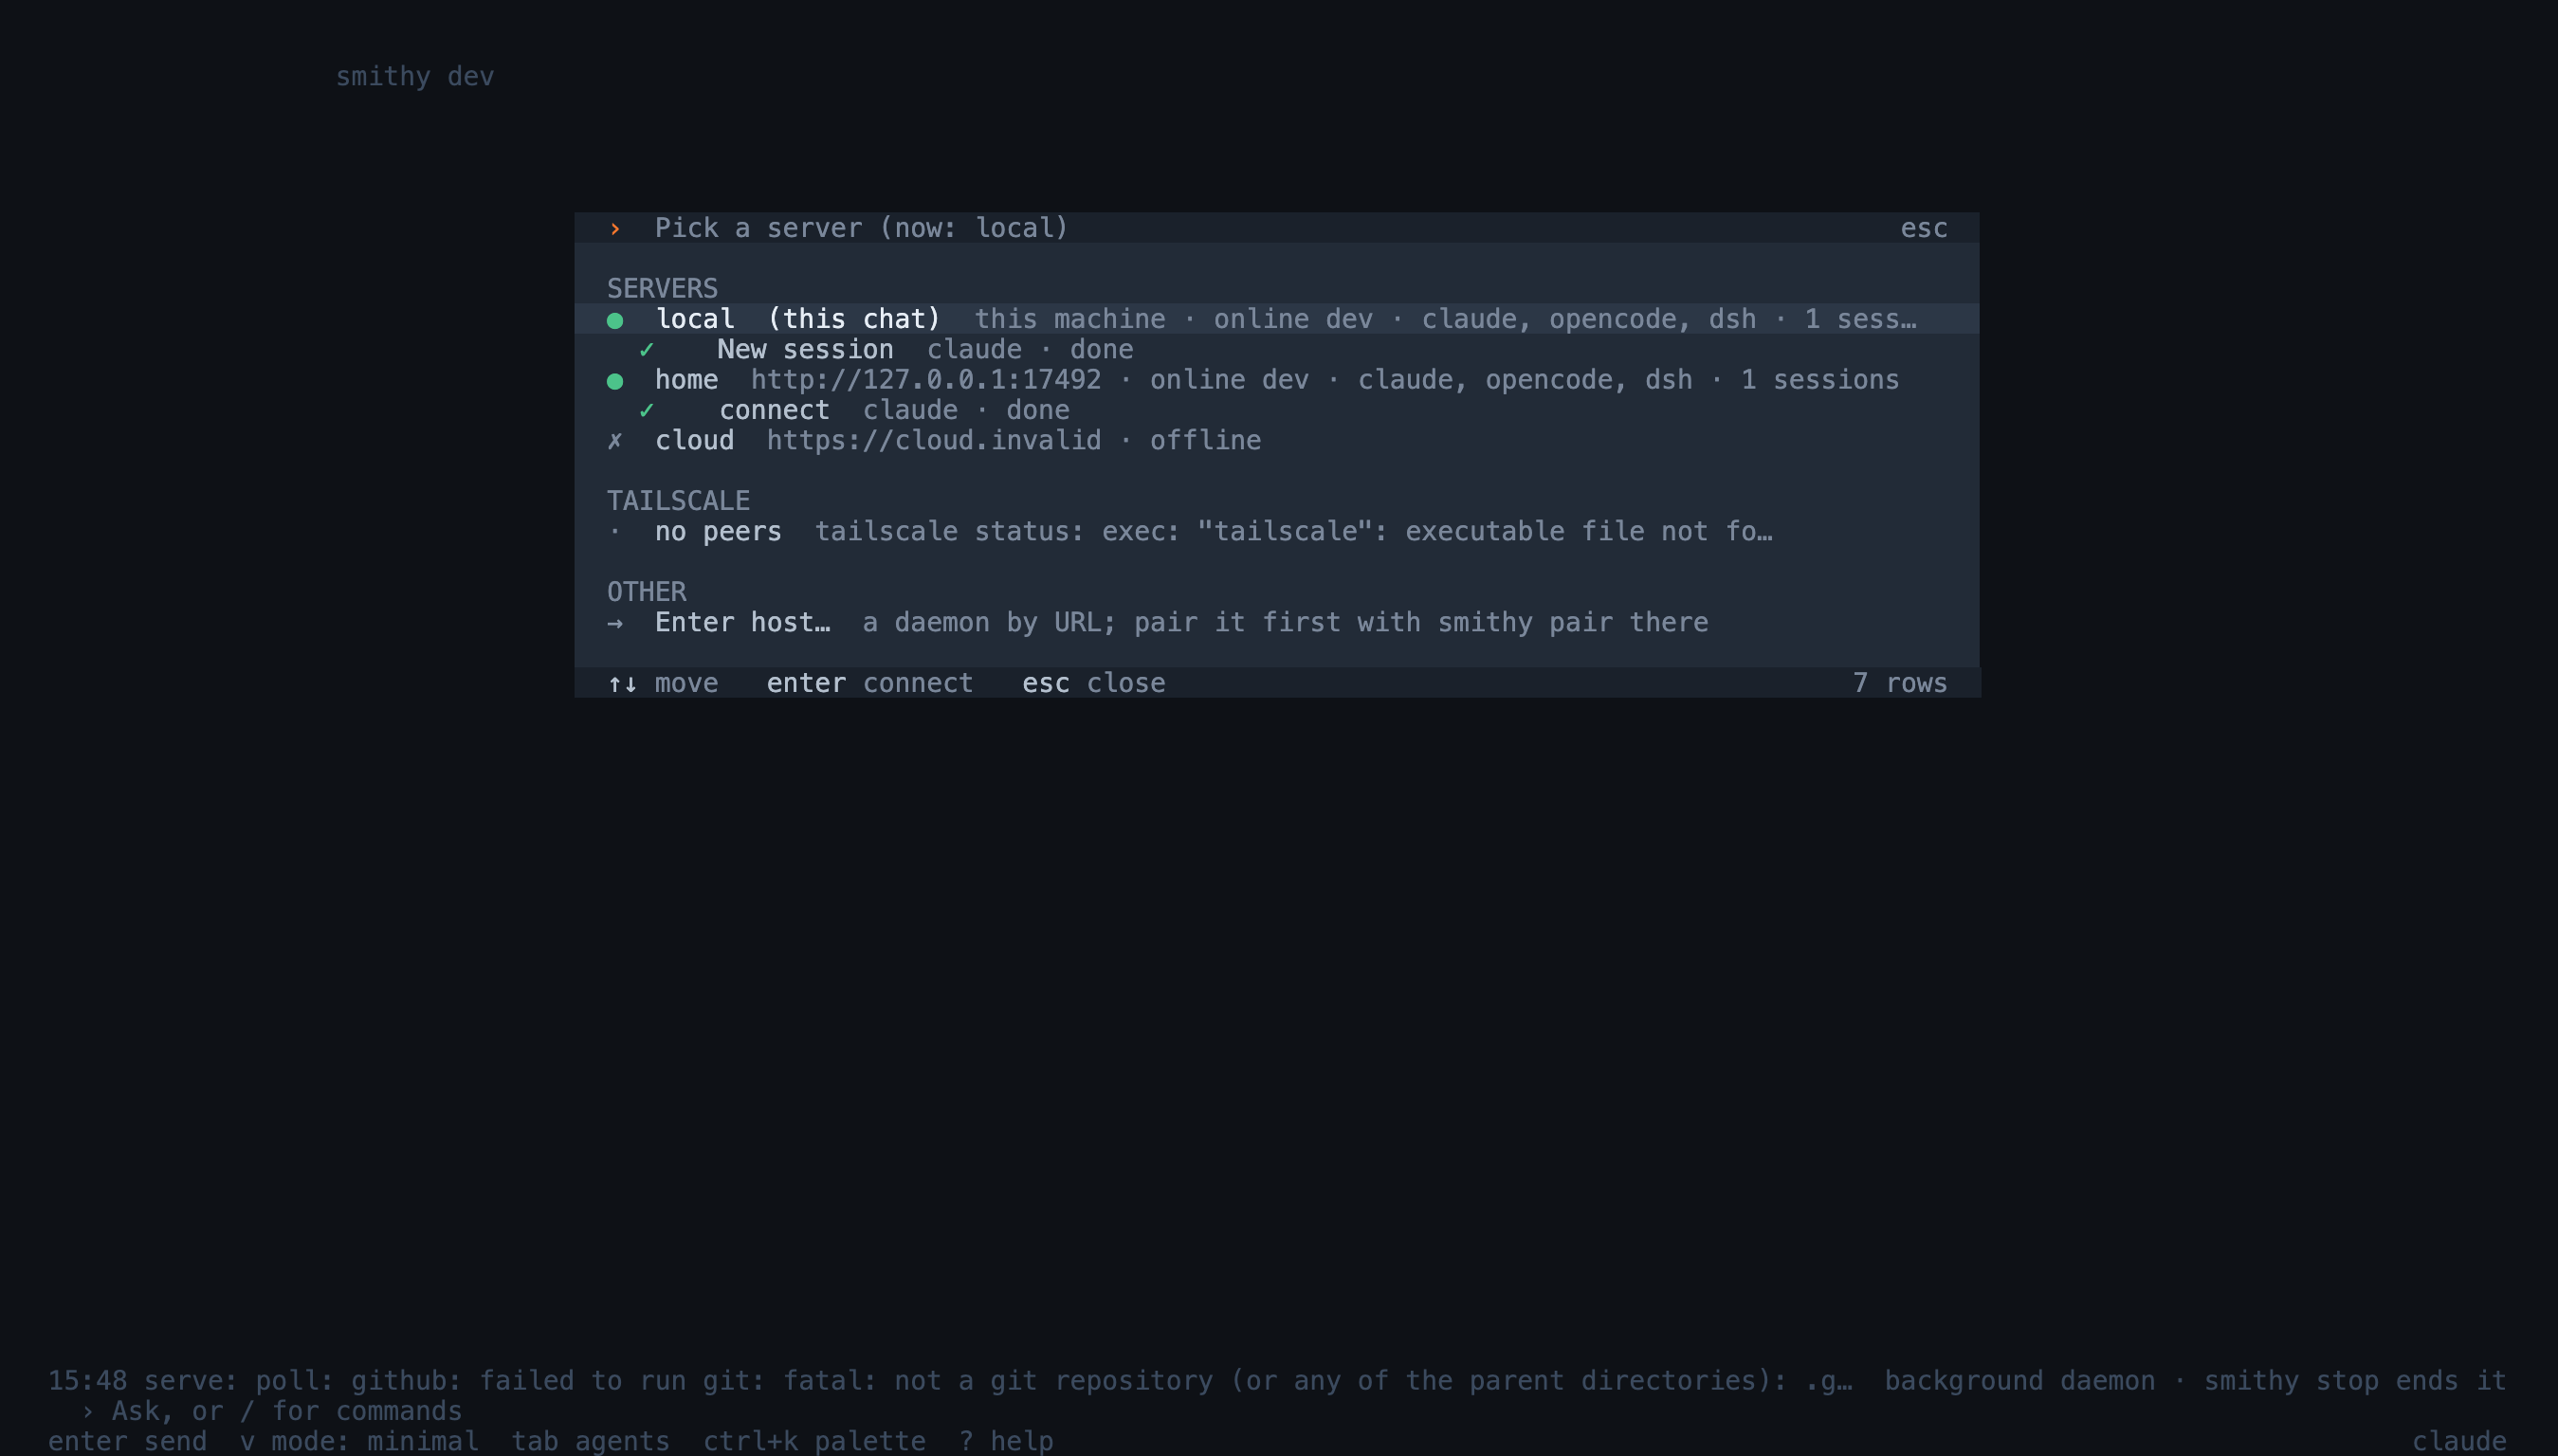 smithy dev
› Pick a server (now: local) esc
SERVERS
● local (this chat) this machine · online dev · claude, opencode, dsh · 1 sess…
✓ New session claude · done
● home http://127.0.0.1:17492 · online dev · claude, opencode, dsh · 1 sessions
✓ connect claude · done
✗ cloud https://cloud.invalid · offline
TAILSCALE
· no peers tailscale status: exec: "tailscale": executable file not fo…
OTHER
→ Enter host… a daemon by URL; pair it first with smithy pair there
↑↓ move enter connect esc close 7 rows
15:48 serve: poll: github: failed to run git: fatal: not a git repository (or any of the parent directories): .g… background daemon · smithy stop ends it
› Ask, or / for commands
enter send v mode: minimal tab agents ctrl+k palette ? help claude